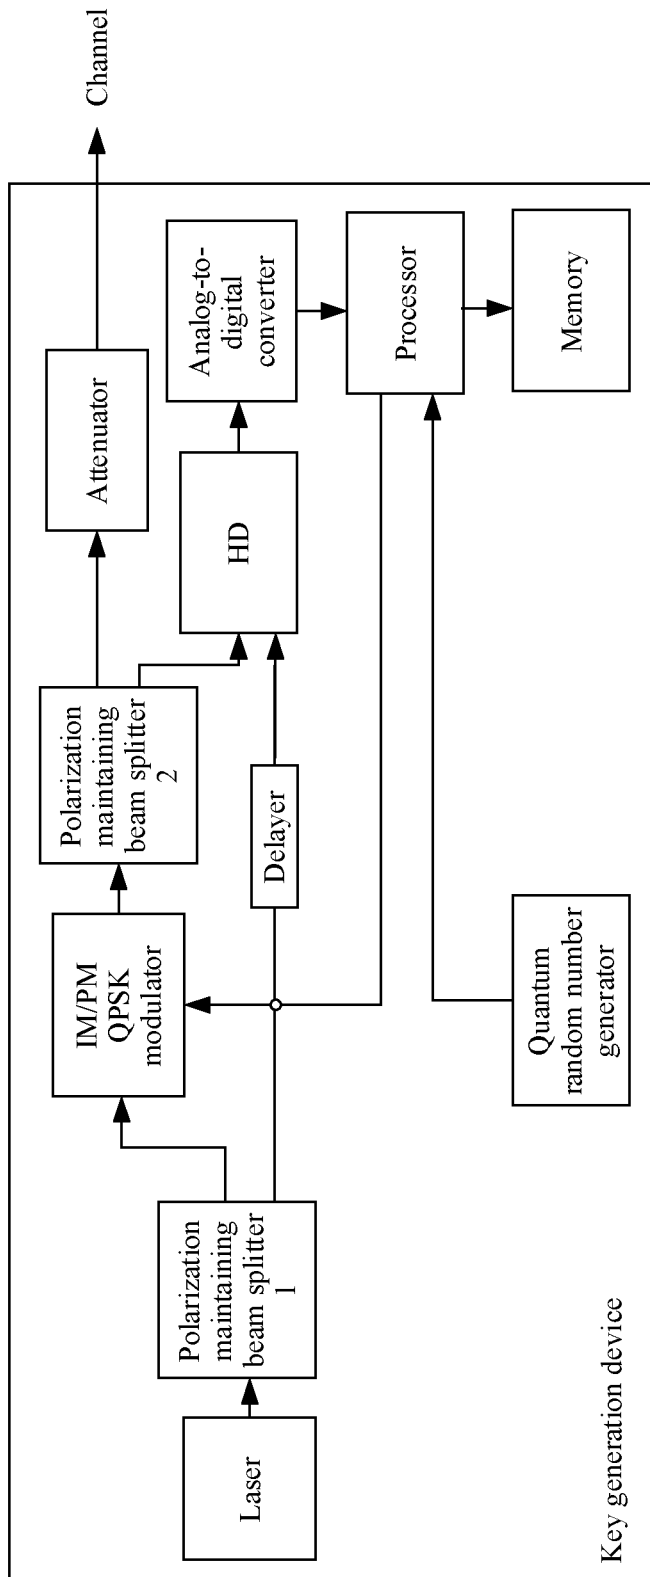 Channel
Attenuator
Analog-to-
digital
converter
Processor
Memory
HD
Polarization
maintaining
beam splitter
2
Delayer
IM/PM
QPSK
modulator
Quantum
random number
generator
Polarization
maintaining
beam splitter
1
Laser
Key generation device